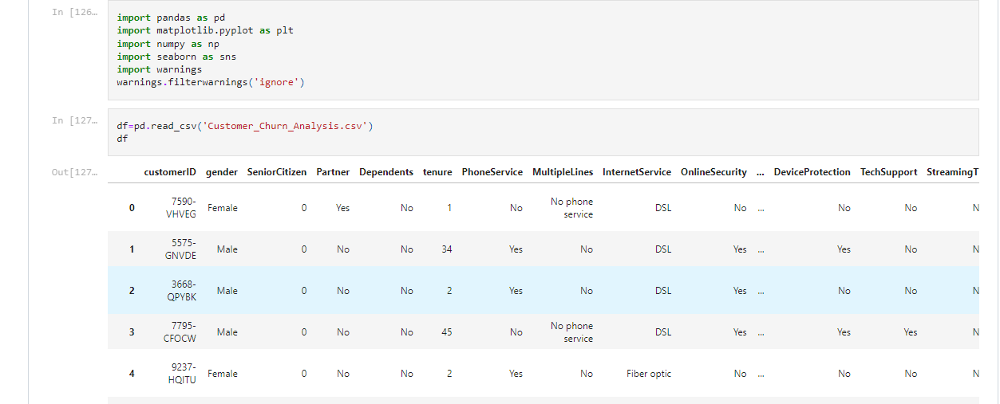 In [126...
import pandas as pd
import matplotlib.pyplot as plt
import numpy as np
import seaborn as sns
import warnings
warnings.filterwarnings('ignore')
In [127...
df=pd.read_csv('Customer_Churn_Analysis.csv')
df
Out[127...
customerID gender SeniorCitizen Partner Dependents tenure PhoneService MultipleLines InternetService OnlineSecurity ... DeviceProtection TechSupport StreamingT
0 7590-VHVEG Female 0 Yes No 1 No No phone service DSL No ... No No N
1 5575-GNVDE Male 0 No No 34 Yes No DSL Yes ... Yes No N
2 3668-QPYBK Male 0 No No 2 Yes No DSL Yes ... No No N
3 7795-CFOCW Male 0 No No 45 No No phone service DSL Yes ... Yes Yes N
4 9237-HQITU Female 0 No No 2 Yes No Fiber optic No ... No No N